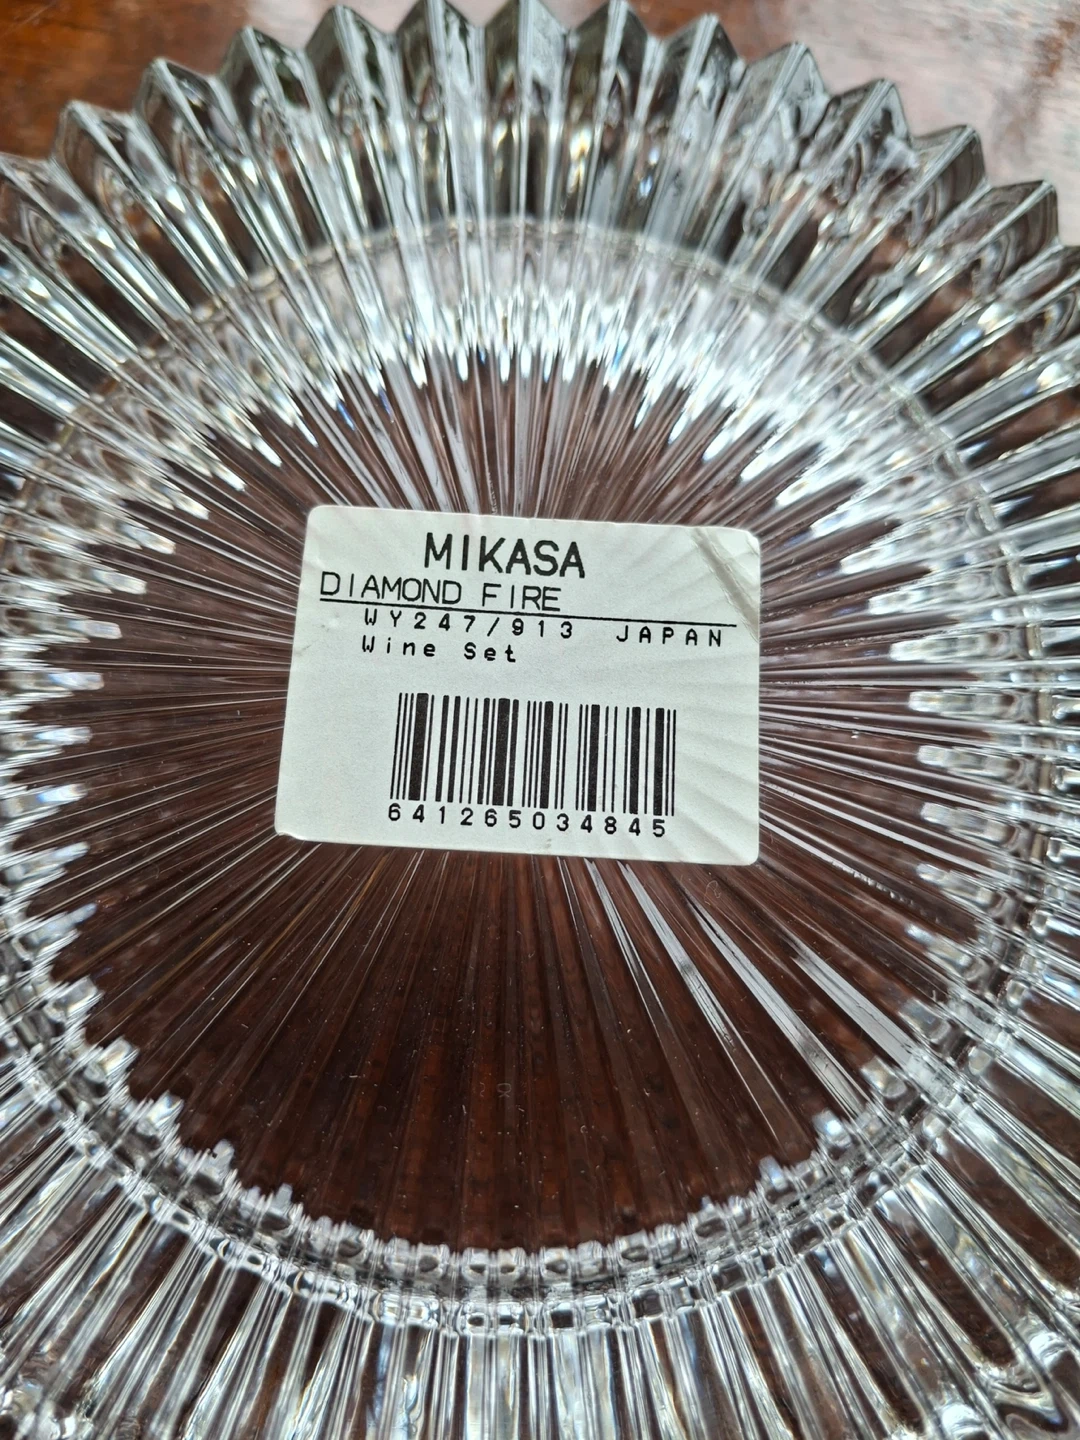 MIKASA
DIAMOND FIRE
WY247/913 JAPAN
Wine Set
641265034845